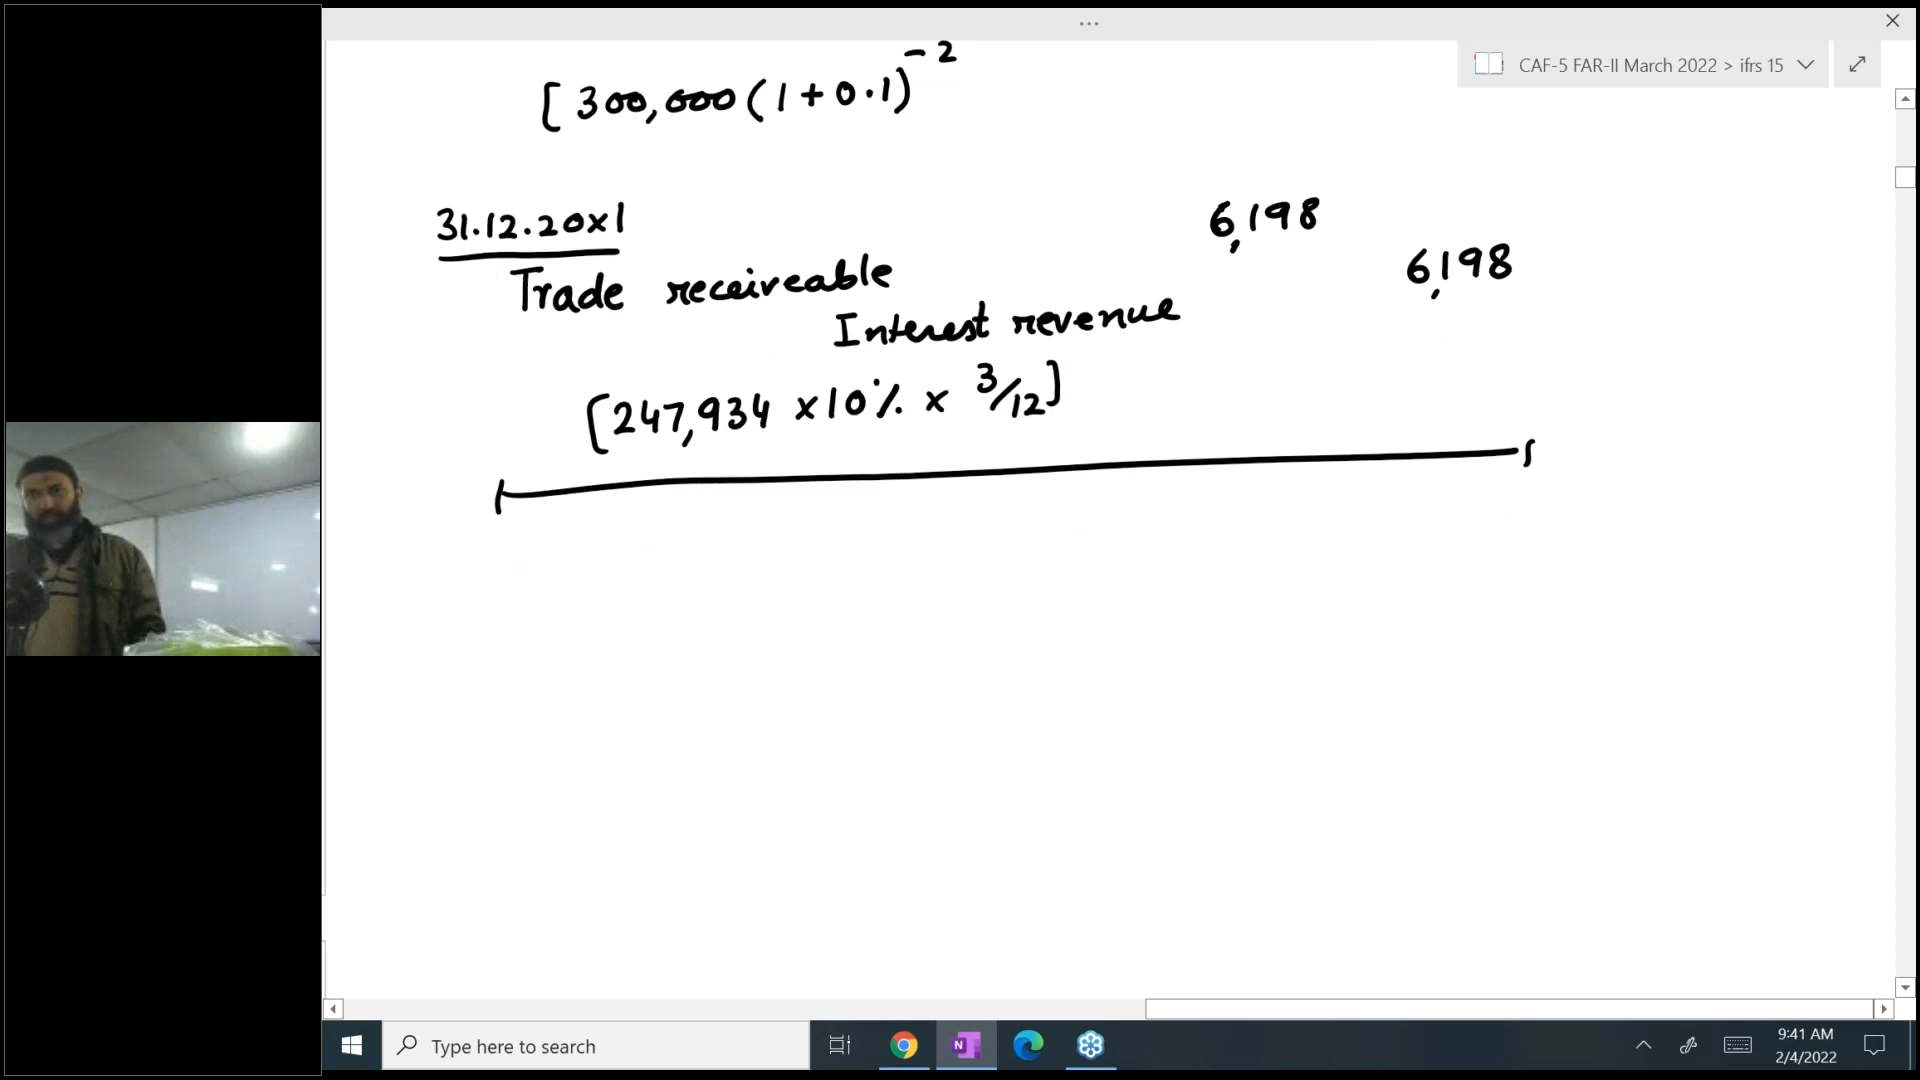 CAF-5 FAR-II March 2022 > ifrs 15
[300,000(1+0.1)^-2
31.12.20x1
Trade receiveable 6,198
Interest revenue 6,198
[247,934 x10% x 3/12]
Type here to search
9:41 AM
2/4/2022